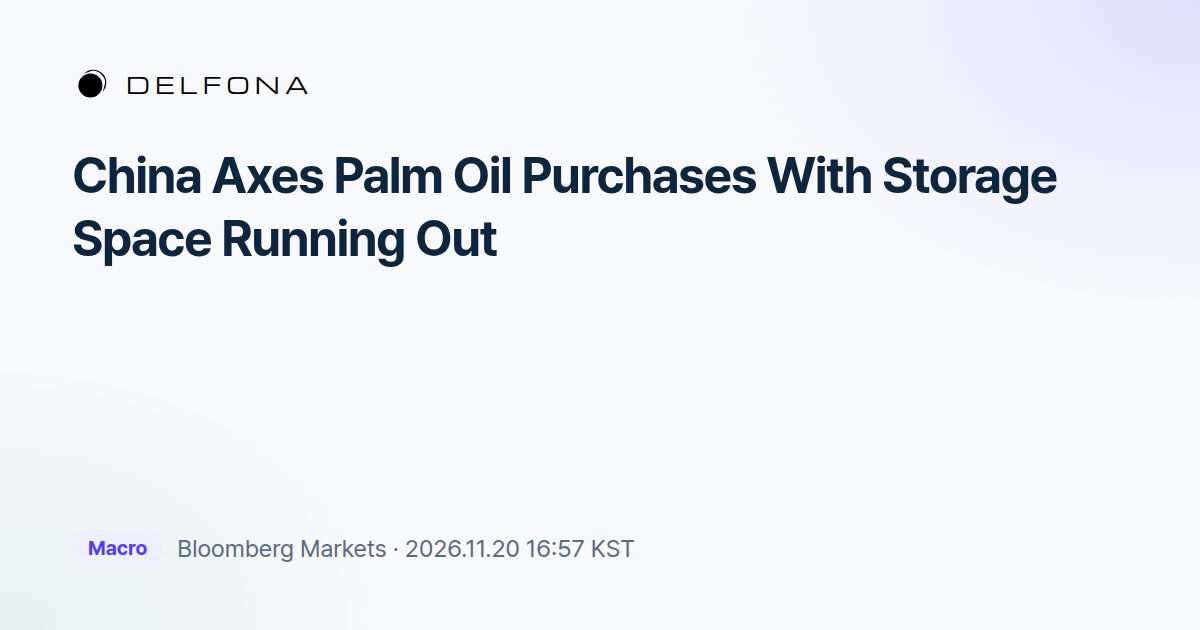 DELFONA
China Axes Palm Oil Purchases With Storage
Space Running Out
Macro Bloomberg Markets · 2026.11.20 16:57 KST